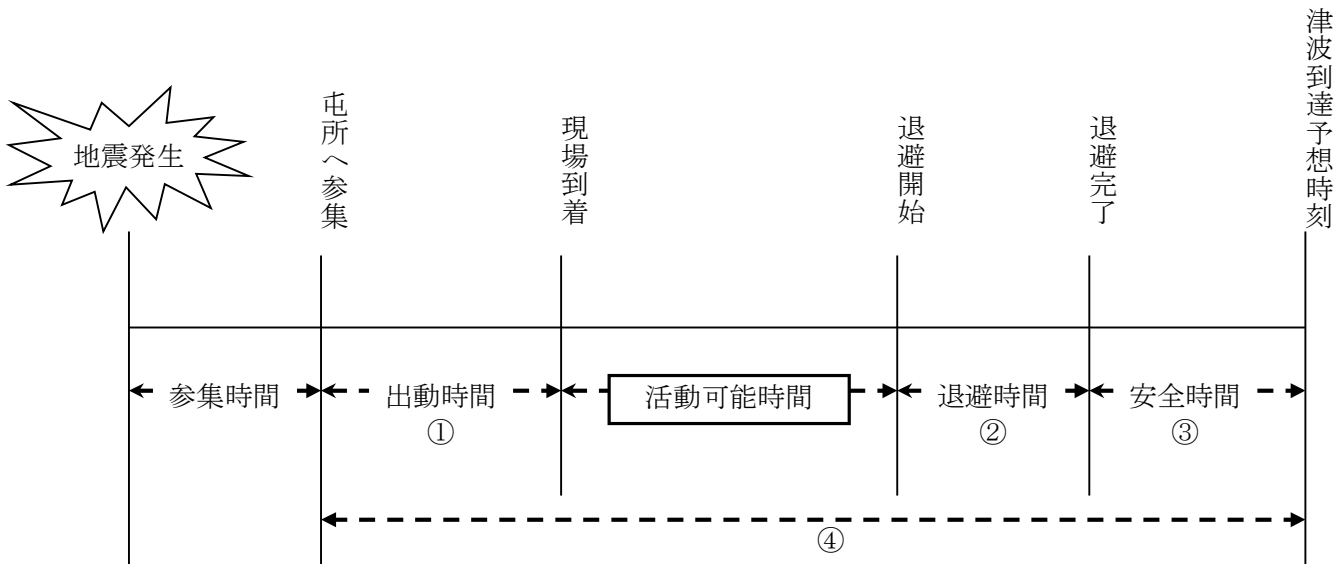 地震発生
屯所へ参集
現場到着
退避開始
退避完了
津波到達予想時刻
参集時間
出動時間
①
活動可能時間
退避時間
②
安全時間
③
④